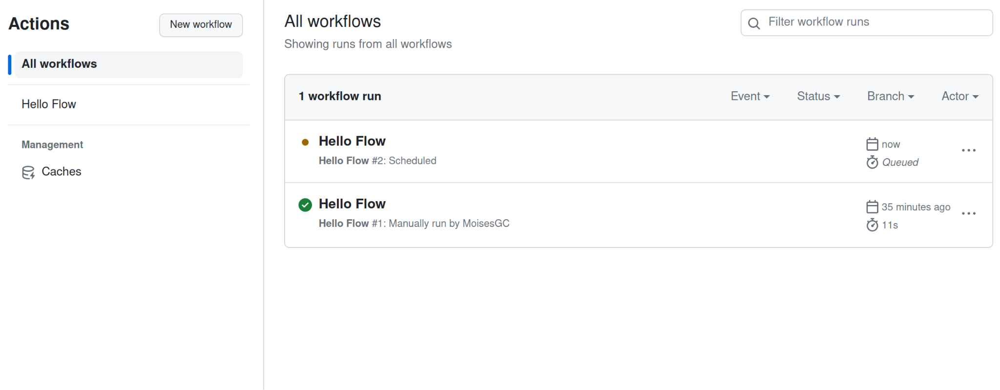 Actions
New workflow
All workflows
Hello Flow
Management
Caches
All workflows
Showing runs from all workflows
Filter workflow runs
1 workflow run
Event
Status
Branch
Actor
Hello Flow
Hello Flow #2: Scheduled
now
Queued
Hello Flow
Hello Flow #1: Manually run by MoisesGC
35 minutes ago
11s